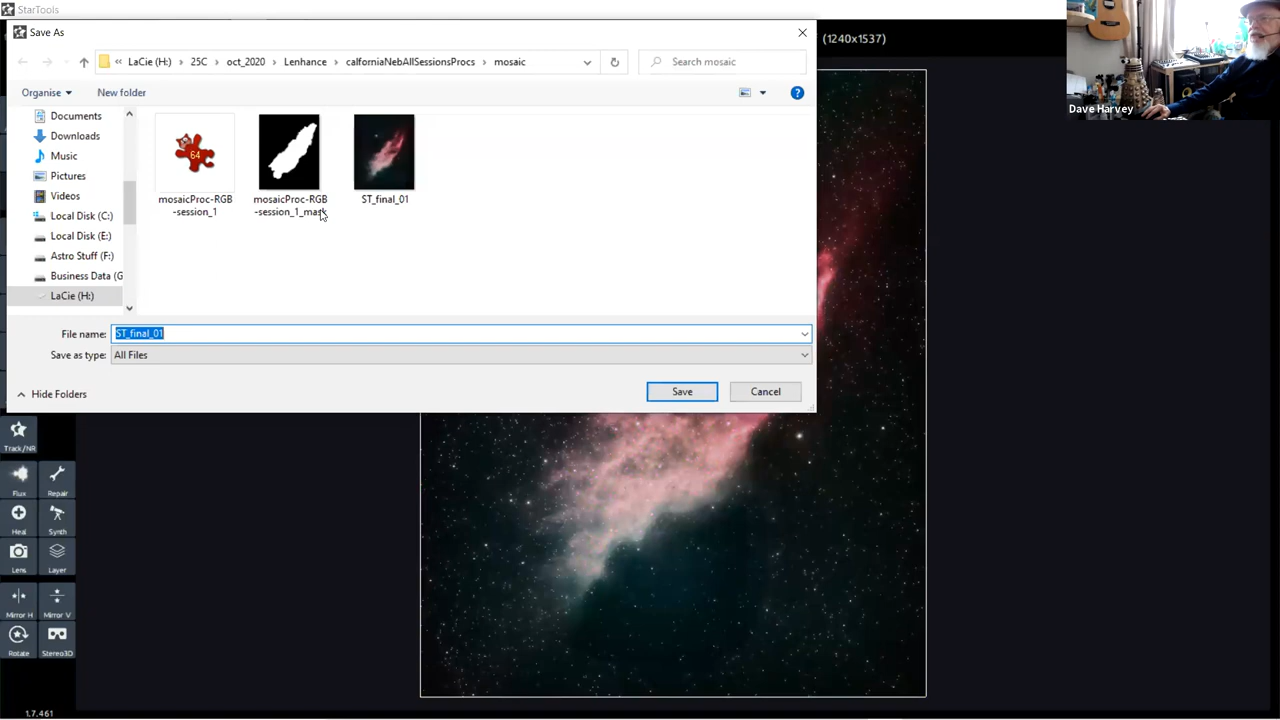 StarTools
Save As
(1240x1537)
« LaCie (H:) > 25C > oct_2020 > Lenhance > calforniaNebAllSessionsProcs > mosaic
Search mosaic
Organise
New folder
Dave Harvey
Documents
Downloads
Music
Pictures
Videos
Local Disk (C:)
Local Disk (E:)
Astro Stuff (F:)
Business Data (G
LaCie (H:)
64
mosaicProc-RGB
-session_1
mosaicProc-RGB
-session_1_mask
ST_final_01
File name: ST_final_01
Save as type: All Files
Hide Folders
Save
Cancel
Track/NR
Flux
Repair
Heal
Synth
Lens
Layer
Mirror H
Mirror V
Rotate
Stereo3D
1.7.461